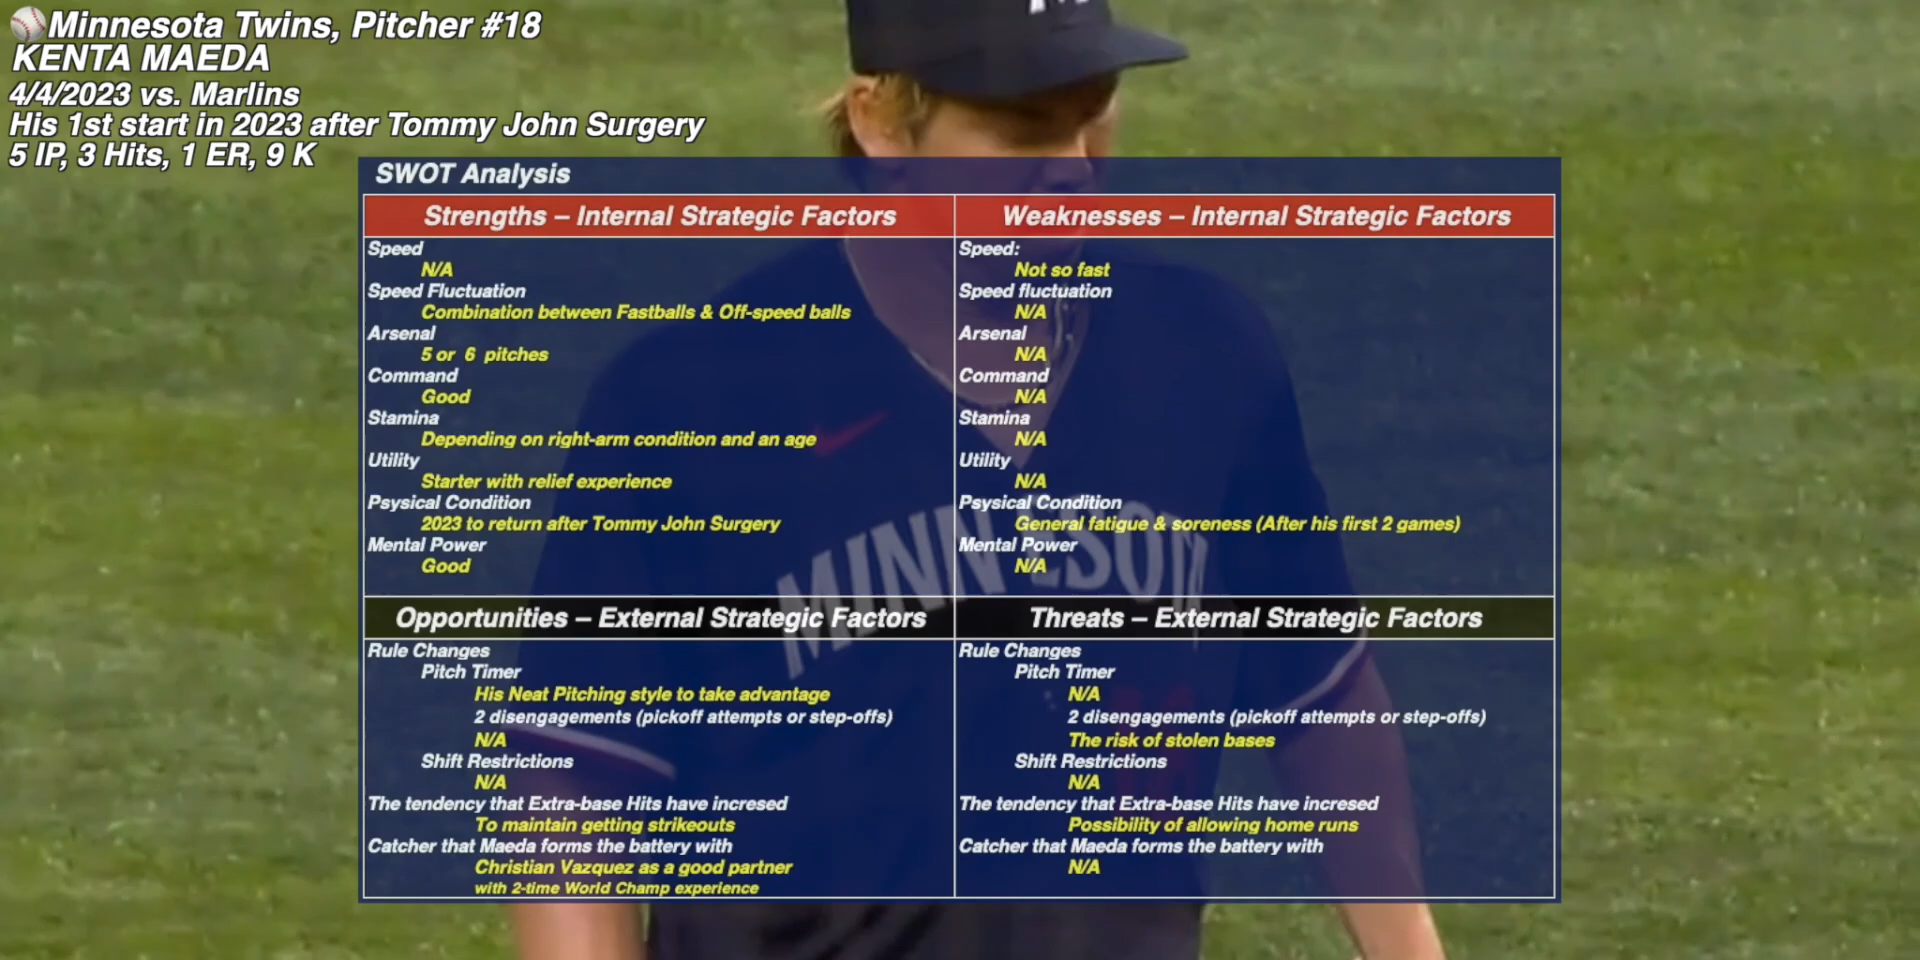 ⚾Minnesota Twins, Pitcher #18
KENTA MAEDA
4/4/2023 vs. Marlins
His 1st start in 2023 after Tommy John Surgery
5 IP, 3 Hits, 1 ER, 9 K
SWOT Analysis
Strengths – Internal Strategic Factors
Speed
N/A
Speed Fluctuation
Combination between Fastballs & Off-speed balls
Arsenal
5 or 6 pitches
Command
Good
Stamina
Depending on right-arm condition and an age
Utility
Starter with relief experience
Psysical Condition
2023 to return after Tommy John Surgery
Mental Power
Good
Weaknesses – Internal Strategic Factors
Speed:
Not so fast
Speed fluctuation
N/A
Arsenal
N/A
Command
N/A
Stamina
N/A
Utility
N/A
Psysical Condition
General fatigue & soreness (After his first 2 games)
Mental Power
N/A
Opportunities – External Strategic Factors
Rule Changes
Pitch Timer
His Neat Pitching style to take advantage
2 disengagements (pickoff attempts or step-offs)
N/A
Shift Restrictions
N/A
The tendency that Extra-base Hits have incresed
To maintain getting strikeouts
Catcher that Maeda forms the battery with
Christian Vazquez as a good partner
with 2-time World Champ experience
Threats – External Strategic Factors
Rule Changes
Pitch Timer
N/A
2 disengagements (pickoff attempts or step-offs)
The risk of stolen bases
Shift Restrictions
N/A
The tendency that Extra-base Hits have incresed
Possibility of allowing home runs
Catcher that Maeda forms the battery with
N/A
MINNESOTA